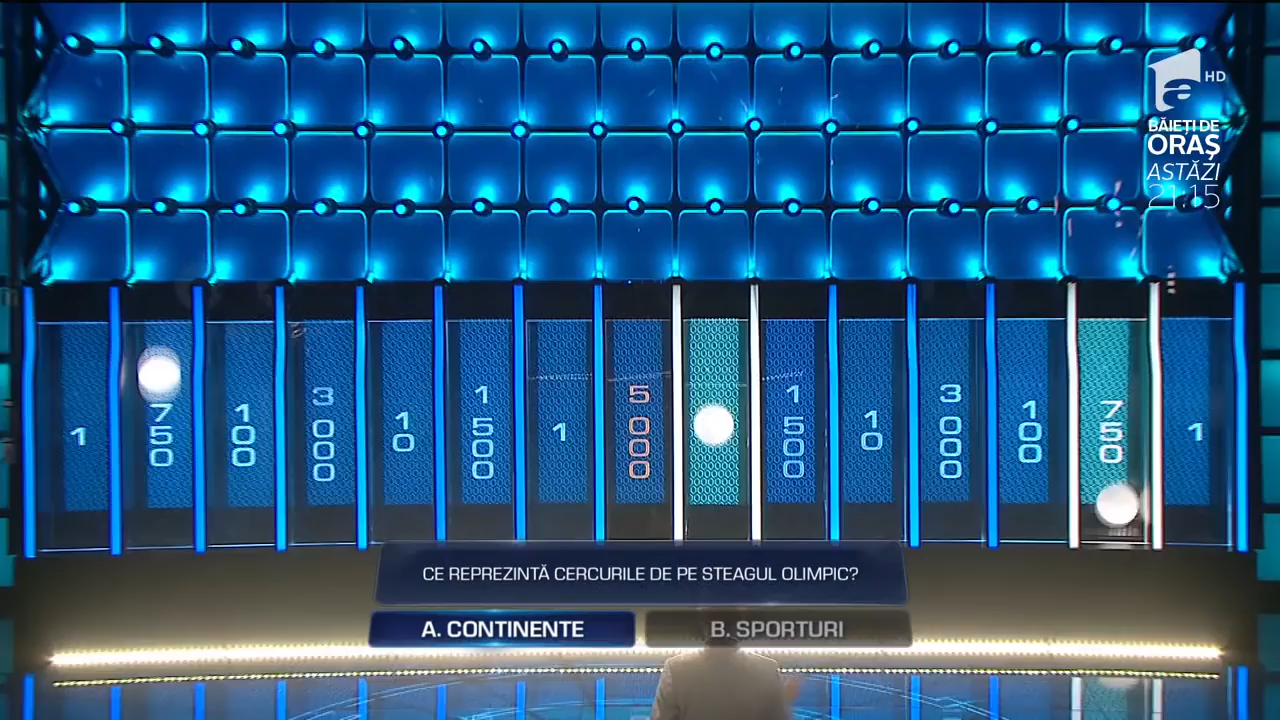 HD
BĂIEȚI DE
ORAȘ
ASTĂZI
21:15
1
750
100
3000
10
1500
1
5000
1500
10
3000
100
750
1
CE REPREZINTĂ CERCURILE DE PE STEAGUL OLIMPIC?
A. CONTINENTE
B. SPORTURI